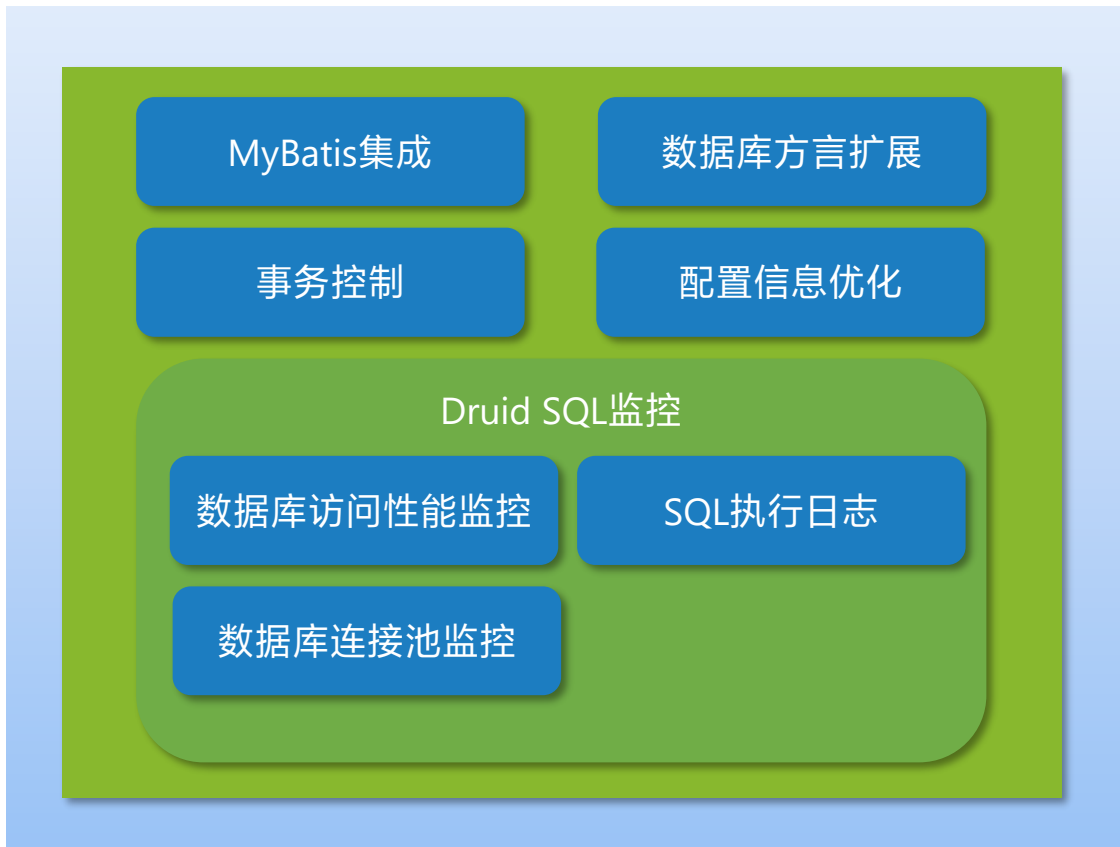 MyBatis集成
数据库方言扩展
事务控制
配置信息优化
Druid SQL监控
数据库访问性能监控
SQL执行日志
数据库连接池监控